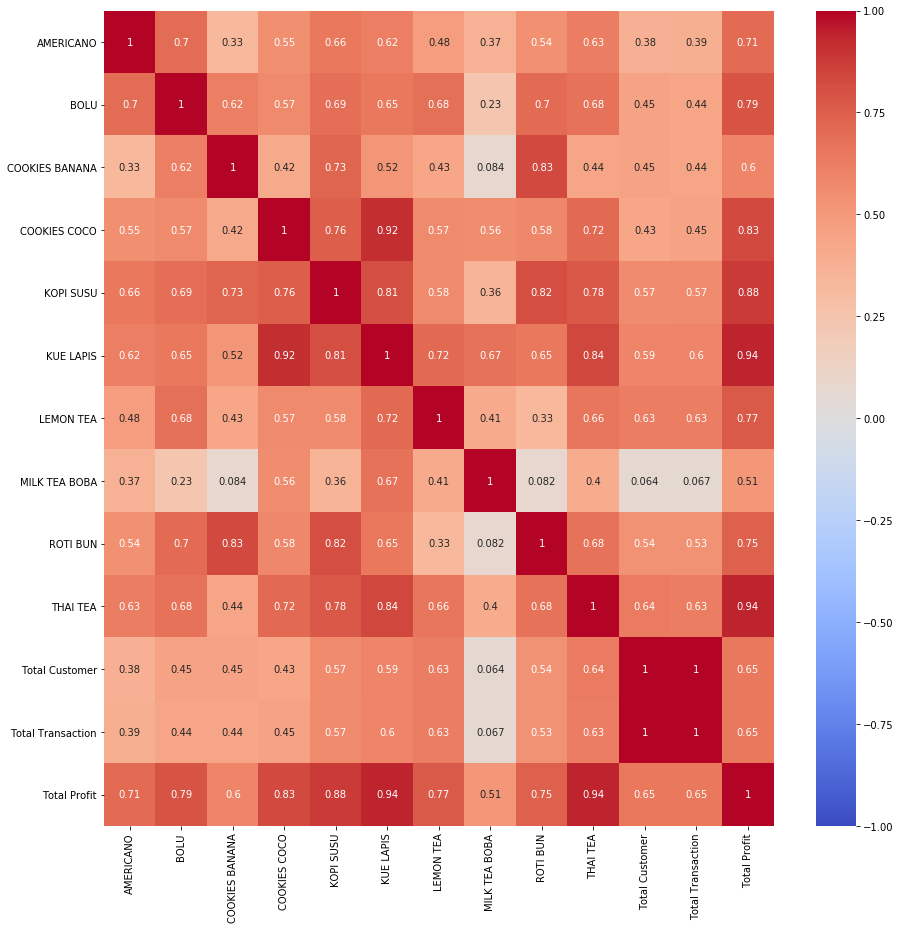 AMERICANO 1 0.7 0.33 0.55 0.66 0.62 0.48 0.37 0.54 0.63 0.38 0.39 0.71
BOLU 0.7 1 0.62 0.57 0.69 0.65 0.68 0.23 0.7 0.68 0.45 0.44 0.79
COOKIES BANANA 0.33 0.62 1 0.42 0.73 0.52 0.43 0.084 0.83 0.44 0.45 0.44 0.6
COOKIES COCO 0.55 0.57 0.42 1 0.76 0.92 0.57 0.56 0.58 0.72 0.43 0.45 0.83
KOPI SUSU 0.66 0.69 0.73 0.76 1 0.81 0.58 0.36 0.82 0.78 0.57 0.57 0.88
KUE LAPIS 0.62 0.65 0.52 0.92 0.81 1 0.72 0.67 0.65 0.84 0.59 0.6 0.94
LEMON TEA 0.48 0.68 0.43 0.57 0.58 0.72 1 0.41 0.33 0.66 0.63 0.63 0.77
MILK TEA BOBA 0.37 0.23 0.084 0.56 0.36 0.67 0.41 1 0.082 0.4 0.064 0.067 0.51
ROTI BUN 0.54 0.7 0.83 0.58 0.82 0.65 0.33 0.082 1 0.68 0.54 0.53 0.75
THAI TEA 0.63 0.68 0.44 0.72 0.78 0.84 0.66 0.4 0.68 1 0.64 0.63 0.94
Total Customer 0.38 0.45 0.45 0.43 0.57 0.59 0.63 0.064 0.54 0.64 1 1 0.65
Total Transaction 0.39 0.44 0.44 0.45 0.57 0.6 0.63 0.067 0.53 0.63 1 1 0.65
Total Profit 0.71 0.79 0.6 0.83 0.88 0.94 0.77 0.51 0.75 0.94 0.65 0.65 1
AMERICANO
BOLU
COOKIES BANANA
COOKIES COCO
KOPI SUSU
KUE LAPIS
LEMON TEA
MILK TEA BOBA
ROTI BUN
THAI TEA
Total Customer
Total Transaction
Total Profit
1.00
0.75
0.50
0.25
0.00
−0.25
−0.50
−0.75
−1.00